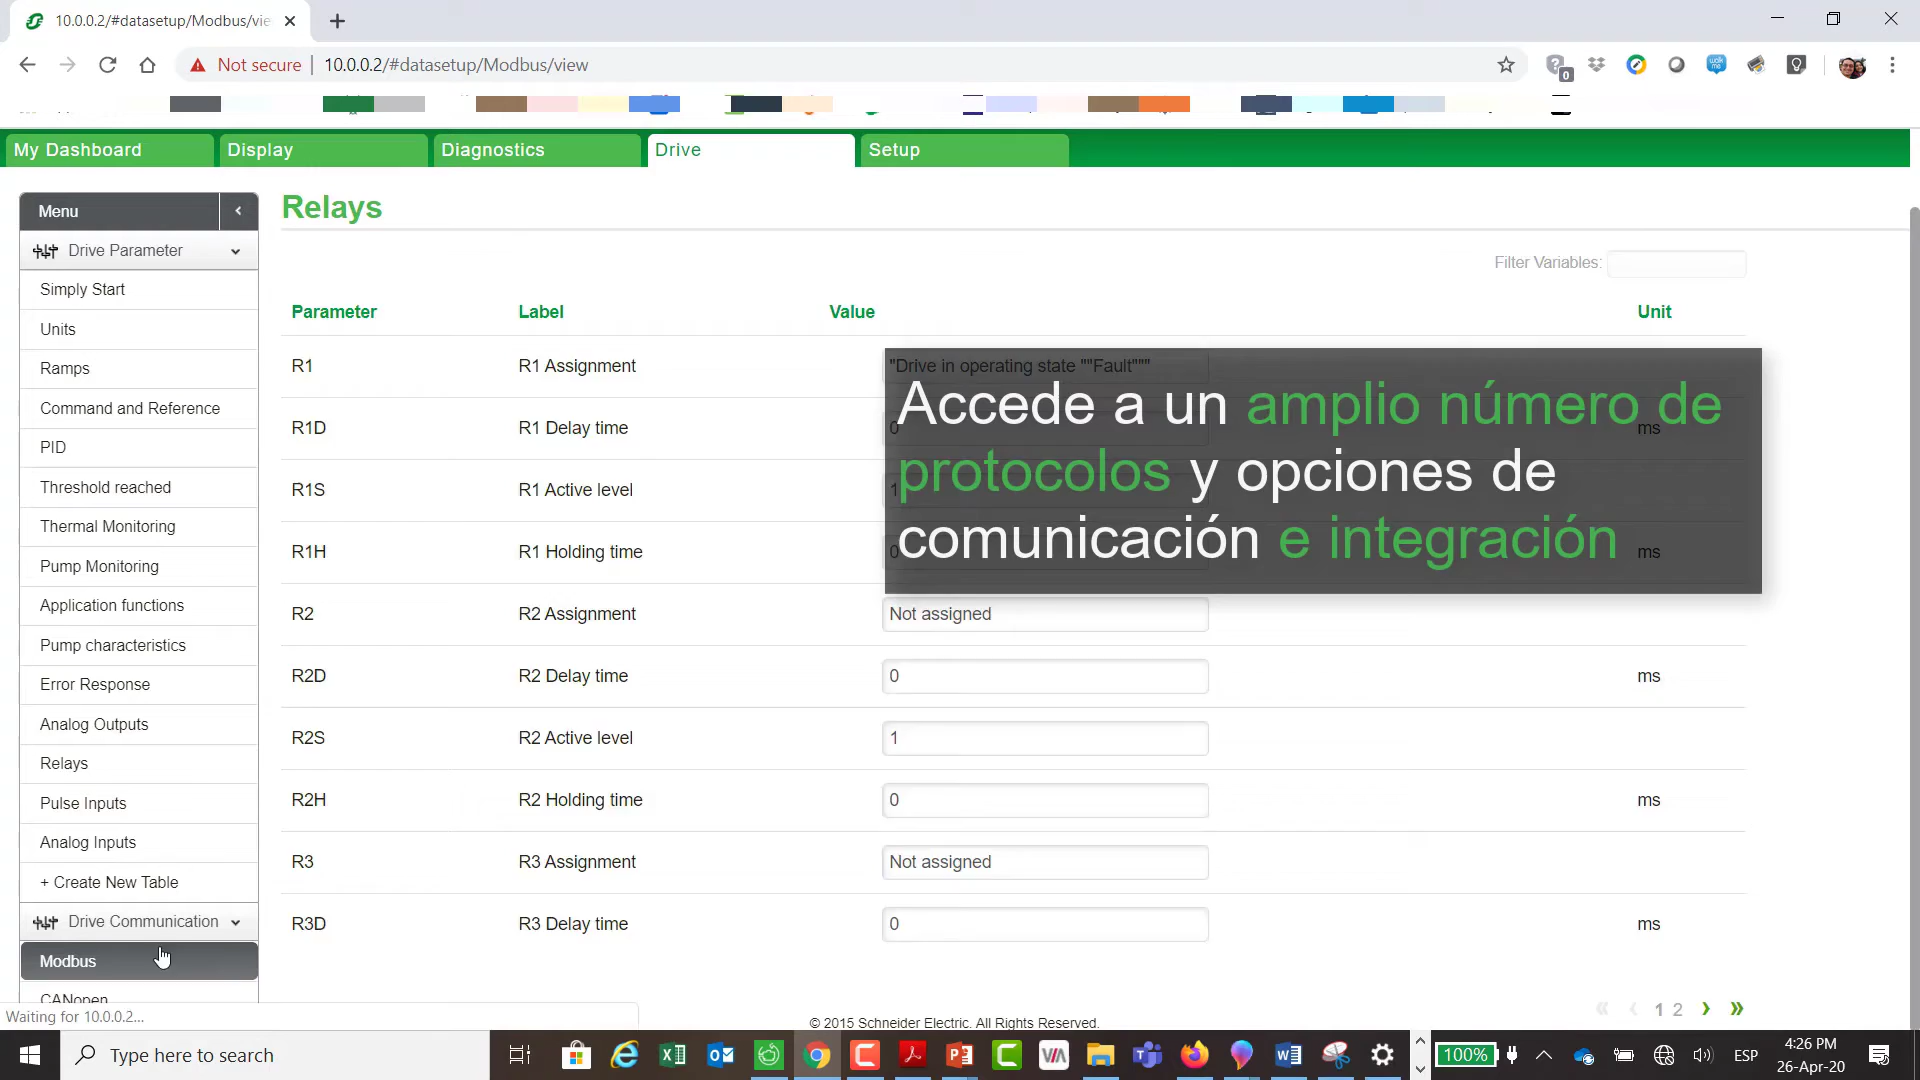 10.0.0.2/#datasetup/Modbus/vie
Not secure | 10.0.0.2/#datasetup/Modbus/view
0
My Dashboard Display Diagnostics Drive Setup
Menu
Drive Parameter
Simply Start
Units
Ramps
Command and Reference
PID
Threshold reached
Thermal Monitoring
Pump Monitoring
Application functions
Pump characteristics
Error Response
Analog Outputs
Relays
Pulse Inputs
Analog Inputs
+ Create New Table
Drive Communication
Modbus
CANopen
Waiting for 10.0.0.2...
Relays
Filter Variables:
Parameter Label Value Unit
R1 R1 Assignment "Drive in operating state ""Fault"""
R1D R1 Delay time 0 ms
R1S R1 Active level 1
R1H R1 Holding time 0 ms
R2 R2 Assignment Not assigned
R2D R2 Delay time 0 ms
R2S R2 Active level 1
R2H R2 Holding time 0 ms
R3 R3 Assignment Not assigned
R3D R3 Delay time 0 ms
Accede a un amplio número de
protocolos y opciones de
comunicación e integración
« ‹ 1 2 › »
© 2015 Schneider Electric. All Rights Reserved.
Type here to search
100%
ESP
4:26 PM
26-Apr-20